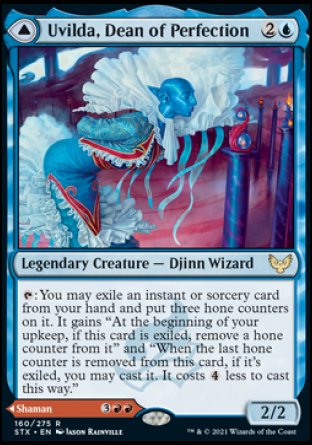 Uvilda, Dean of Perfection 2
Legendary Creature — Djinn Wizard
:You may exile an instant or sorcery card
from your hand and put three hone counters
on it. It gains “At the beginning of your
upkeep, if this card is exiled, remove a
hone counter from it” and “When the last hone
counter is removed from this card, if it’s
exiled, you may cast it. It costs 4 less to cast
this way.”
Shaman 3
2/2
160/275 R
STX • EN Jason Rainville
™ & © 2021 Wizards of the Coast